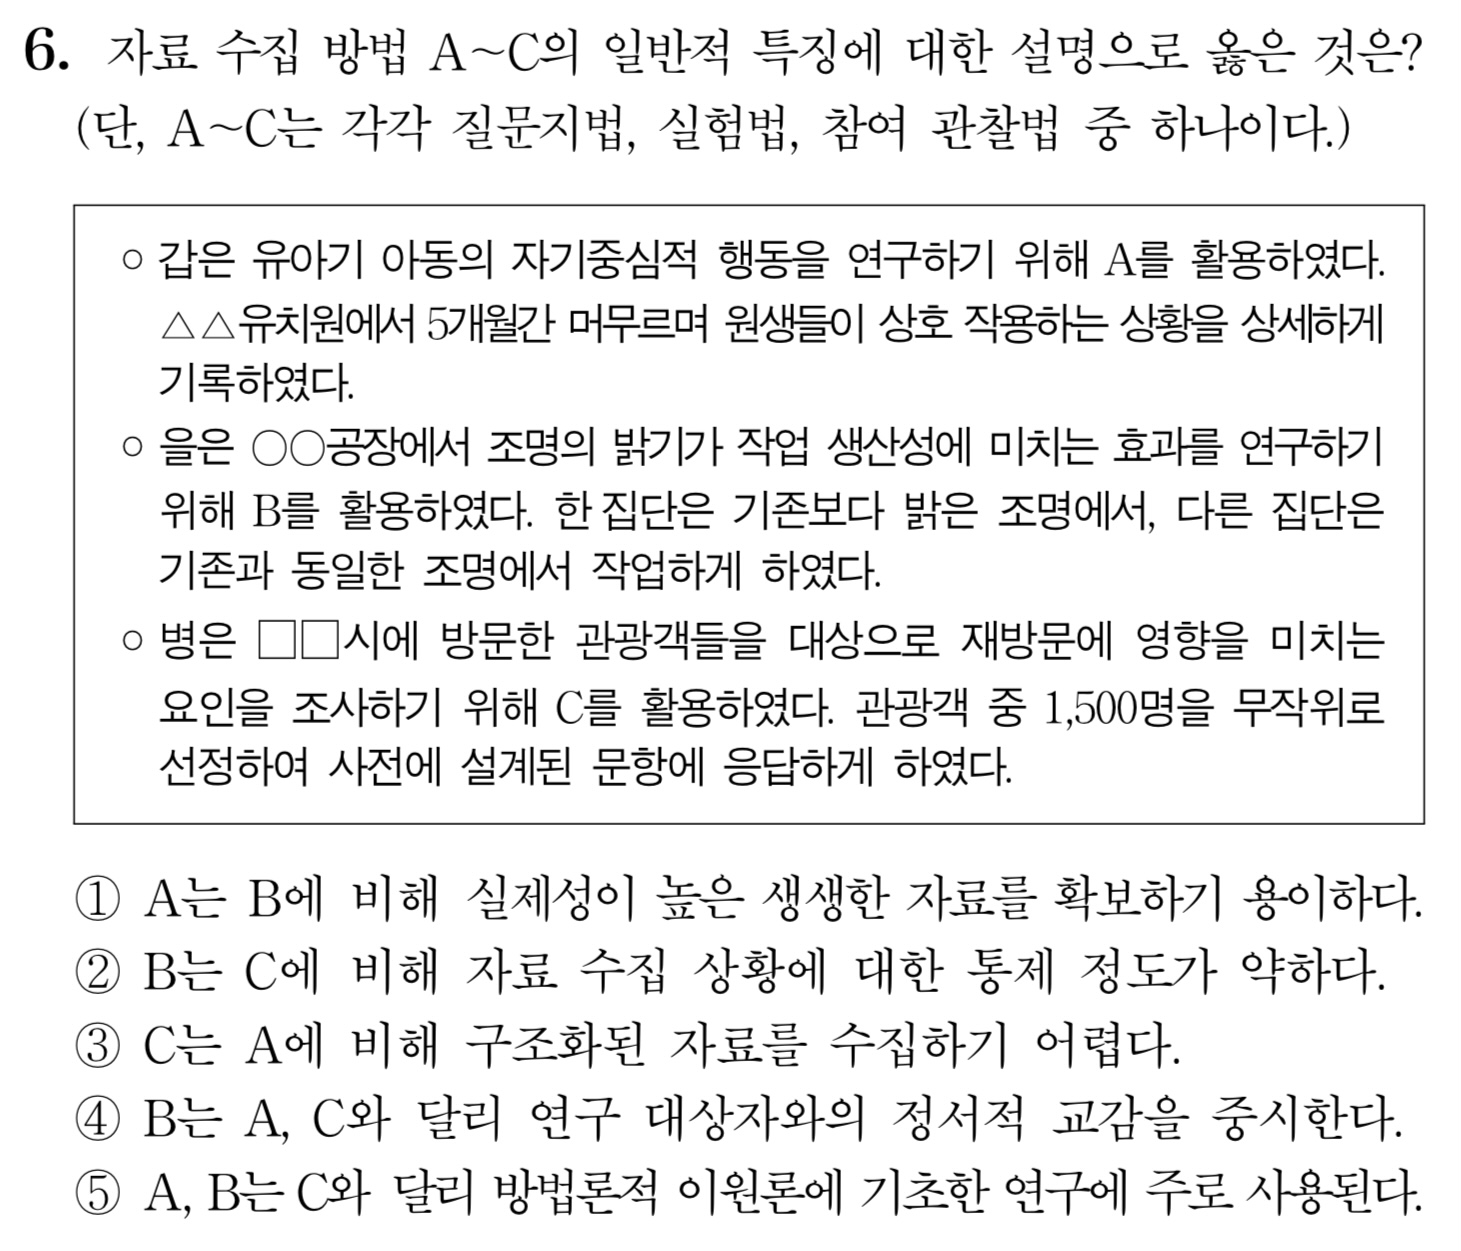 6. 자료 수집 방법 A~C의 일반적 특징에 대한 설명으로 옳은 것은?
(단, A~C는 각각 질문지법, 실험법, 참여 관찰법 중 하나이다.)
○ 갑은 유아기 아동의 자기중심적 행동을 연구하기 위해 A를 활용하였다.
△△유치원에서 5개월간 머무르며 원생들이 상호 작용하는 상황을 상세하게
기록하였다.
○ 을은 ○○공장에서 조명의 밝기가 작업 생산성에 미치는 효과를 연구하기
위해 B를 활용하였다. 한 집단은 기존보다 밝은 조명에서, 다른 집단은
기존과 동일한 조명에서 작업하게 하였다.
○ 병은 □□시에 방문한 관광객들을 대상으로 재방문에 영향을 미치는
요인을 조사하기 위해 C를 활용하였다. 관광객 중 1,500명을 무작위로
선정하여 사전에 설계된 문항에 응답하게 하였다.
① A는 B에 비해 실제성이 높은 생생한 자료를 확보하기 용이하다.
② B는 C에 비해 자료 수집 상황에 대한 통제 정도가 약하다.
③ C는 A에 비해 구조화된 자료를 수집하기 어렵다.
④ B는 A, C와 달리 연구 대상자와의 정서적 교감을 중시한다.
⑤ A, B는 C와 달리 방법론적 이원론에 기초한 연구에 주로 사용된다.